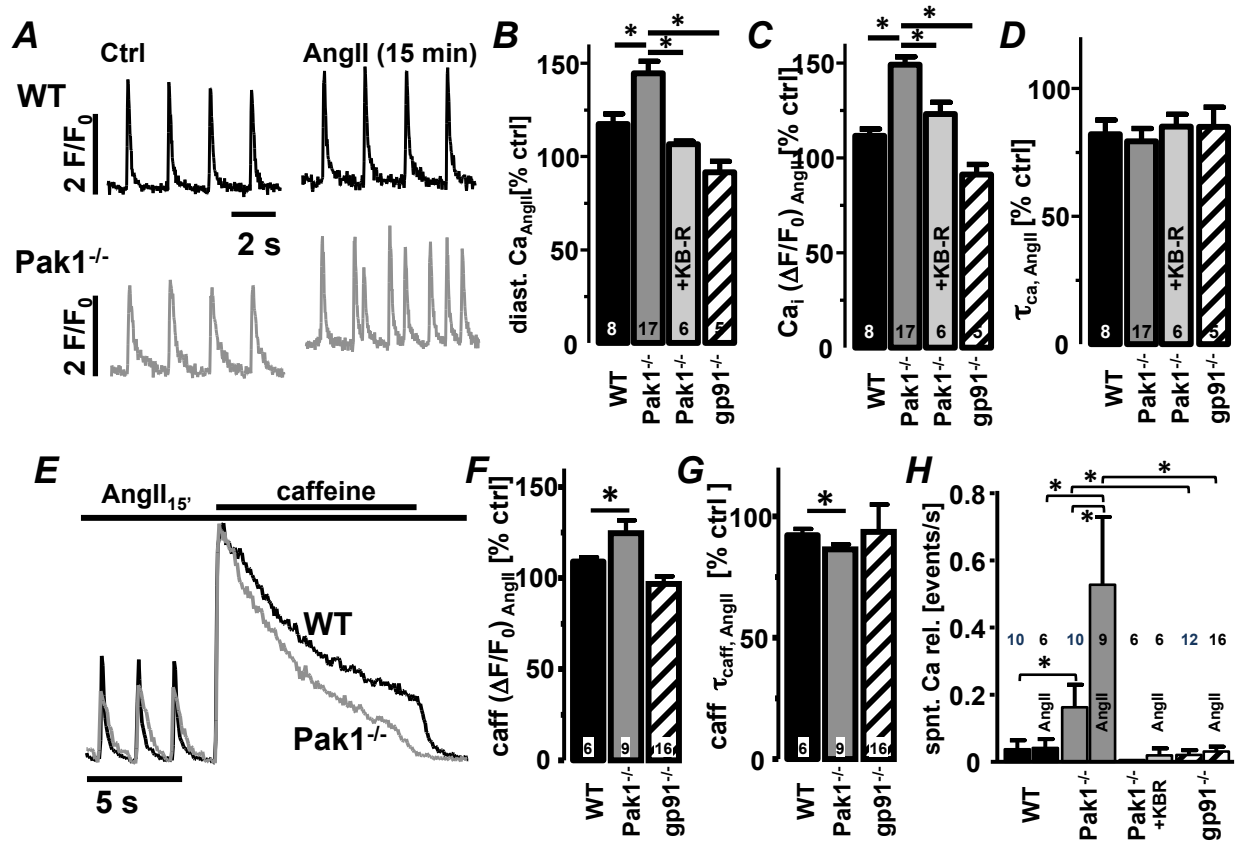 A
Ctrl
AngII (15 min)
WT
2 F/F0
2 s
Pak1-/-
2 F/F0
B
* * *
diast. CaAngII[% ctrl]
150
100
50
0
+KB-R
8 17 6 5
WT Pak1-/- Pak1-/- gp91-/-
C
* * *
Cai (ΔF/F0) AngII [% ctrl]
150
100
50
0
+KB-R
8 17 6 5
WT Pak1-/- Pak1-/- gp91-/-
D
τca, AngII [% ctrl]
100
50
0
+KB-R
8 17 6 5
WT Pak1-/- Pak1-/- gp91-/-
E
AngII15'
caffeine
WT
Pak1-/-
5 s
F
*
caff (ΔF/F0) AngII [% ctrl]
150
100
50
0
6 9 16
WT Pak1-/- gp91-/-
G
*
caff τcaff, AngII [% ctrl]
100
50
0
6 9 16
WT Pak1-/- gp91-/-
H
* * * * *
spnt. Ca rel. [events/s]
0.8
0.6
0.4
0.2
0
10 6 10 9 6 6 12 16
AngII AngII AngII AngII
WT Pak1-/- Pak1-/- +KBR gp91-/-